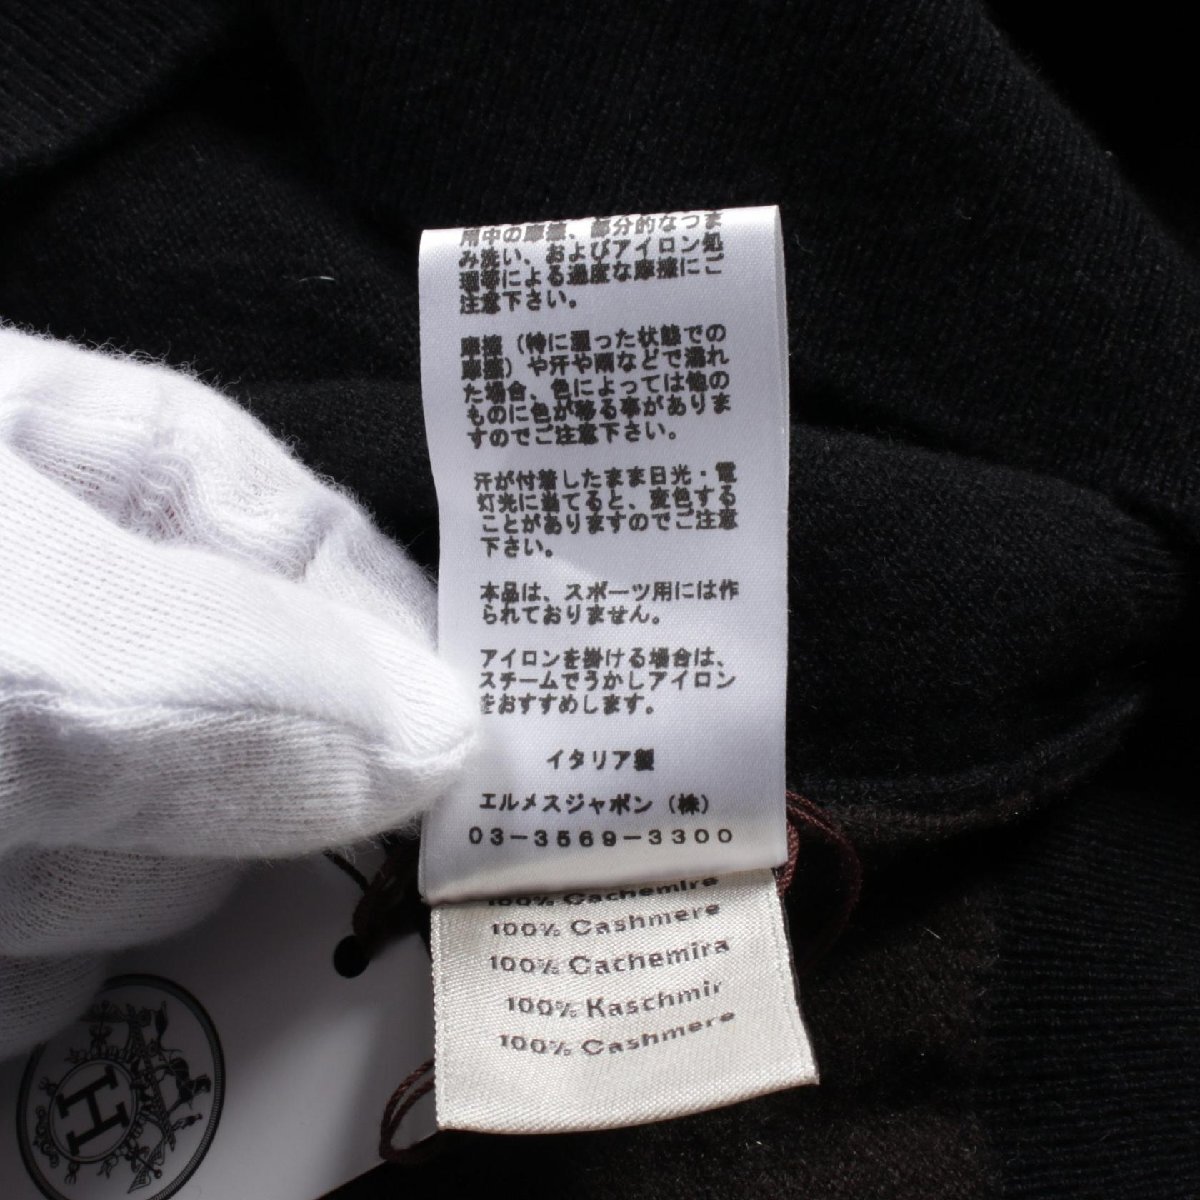 用中の摩擦、部分的なつま
み洗い、およびアイロン処
理等による過度な摩擦にご
注意下さい。
摩擦（特に湿った状態での
摩擦）や汗や雨などで濡れ
た場合、色によっては他の
ものに色が移る事がありま
すのでご注意下さい。
汗が付着したまま日光・電
灯光に当てると、変色する
ことがありますのでご注意
下さい。
本品は、スポーツ用には作
られておりません。
アイロンを掛ける場合は、
スチームでうかしアイロン
をおすすめします。
イタリア製
エルメスジャポン（株）
03-3569-3300
100% Cachemire
100% Cashmere
100% Cachemira
100% Kaschmir
100% Cashmere
H